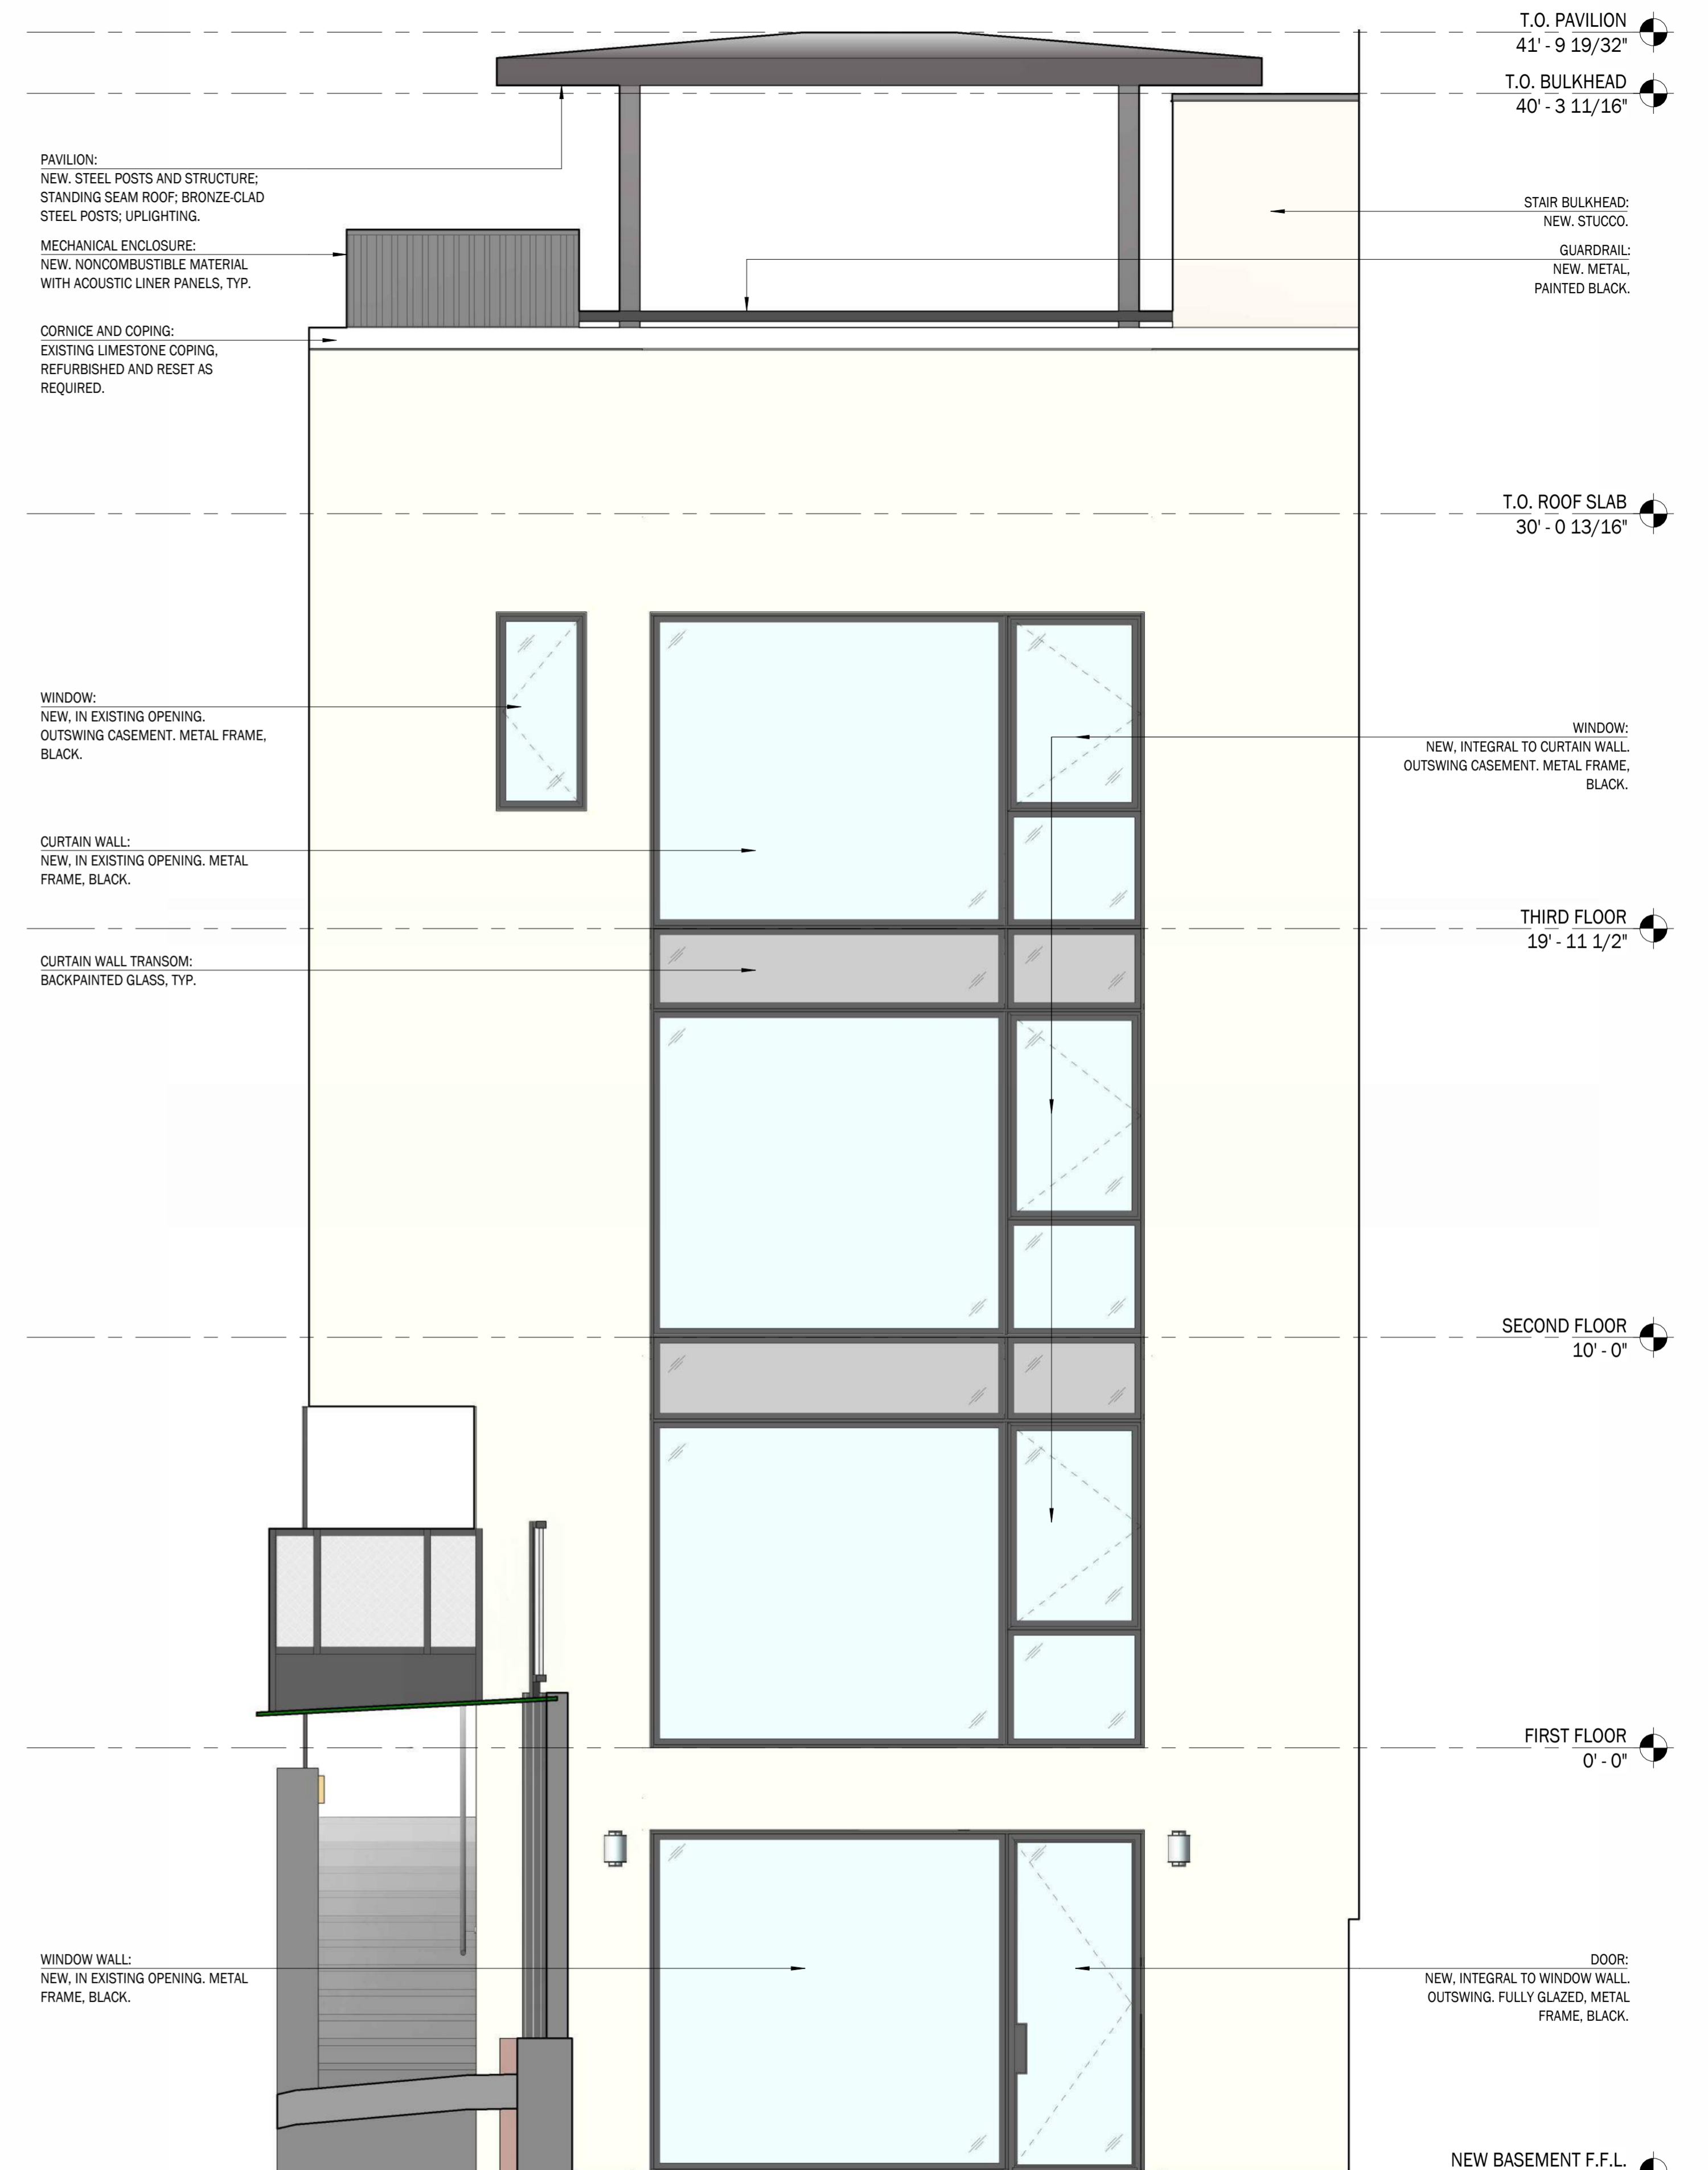 T.O. PAVILION
41' - 9 19/32"
T.O. BULKHEAD
40' - 3 11/16"
PAVILION:
NEW. STEEL POSTS AND STRUCTURE;
STANDING SEAM ROOF; BRONZE-CLAD
STEEL POSTS; UPLIGHTING.
MECHANICAL ENCLOSURE:
NEW. NONCOMBUSTIBLE MATERIAL
WITH ACOUSTIC LINER PANELS, TYP.
CORNICE AND COPING:
EXISTING LIMESTONE COPING,
REFURBISHED AND RESET AS
REQUIRED.
STAIR BULKHEAD:
NEW. STUCCO.
GUARDRAIL:
NEW. METAL,
PAINTED BLACK.
T.O. ROOF SLAB
30' - 0 13/16"
WINDOW:
NEW, IN EXISTING OPENING.
OUTSWING CASEMENT. METAL FRAME,
BLACK.
WINDOW:
NEW, INTEGRAL TO CURTAIN WALL.
OUTSWING CASEMENT. METAL FRAME,
BLACK.
CURTAIN WALL:
NEW, IN EXISTING OPENING. METAL
FRAME, BLACK.
THIRD FLOOR
19' - 11 1/2"
CURTAIN WALL TRANSOM:
BACKPAINTED GLASS, TYP.
SECOND FLOOR
10' - 0"
FIRST FLOOR
0' - 0"
WINDOW WALL:
NEW, IN EXISTING OPENING. METAL
FRAME, BLACK.
DOOR:
NEW, INTEGRAL TO WINDOW WALL.
OUTSWING. FULLY GLAZED, METAL
FRAME, BLACK.
NEW BASEMENT F.F.L.